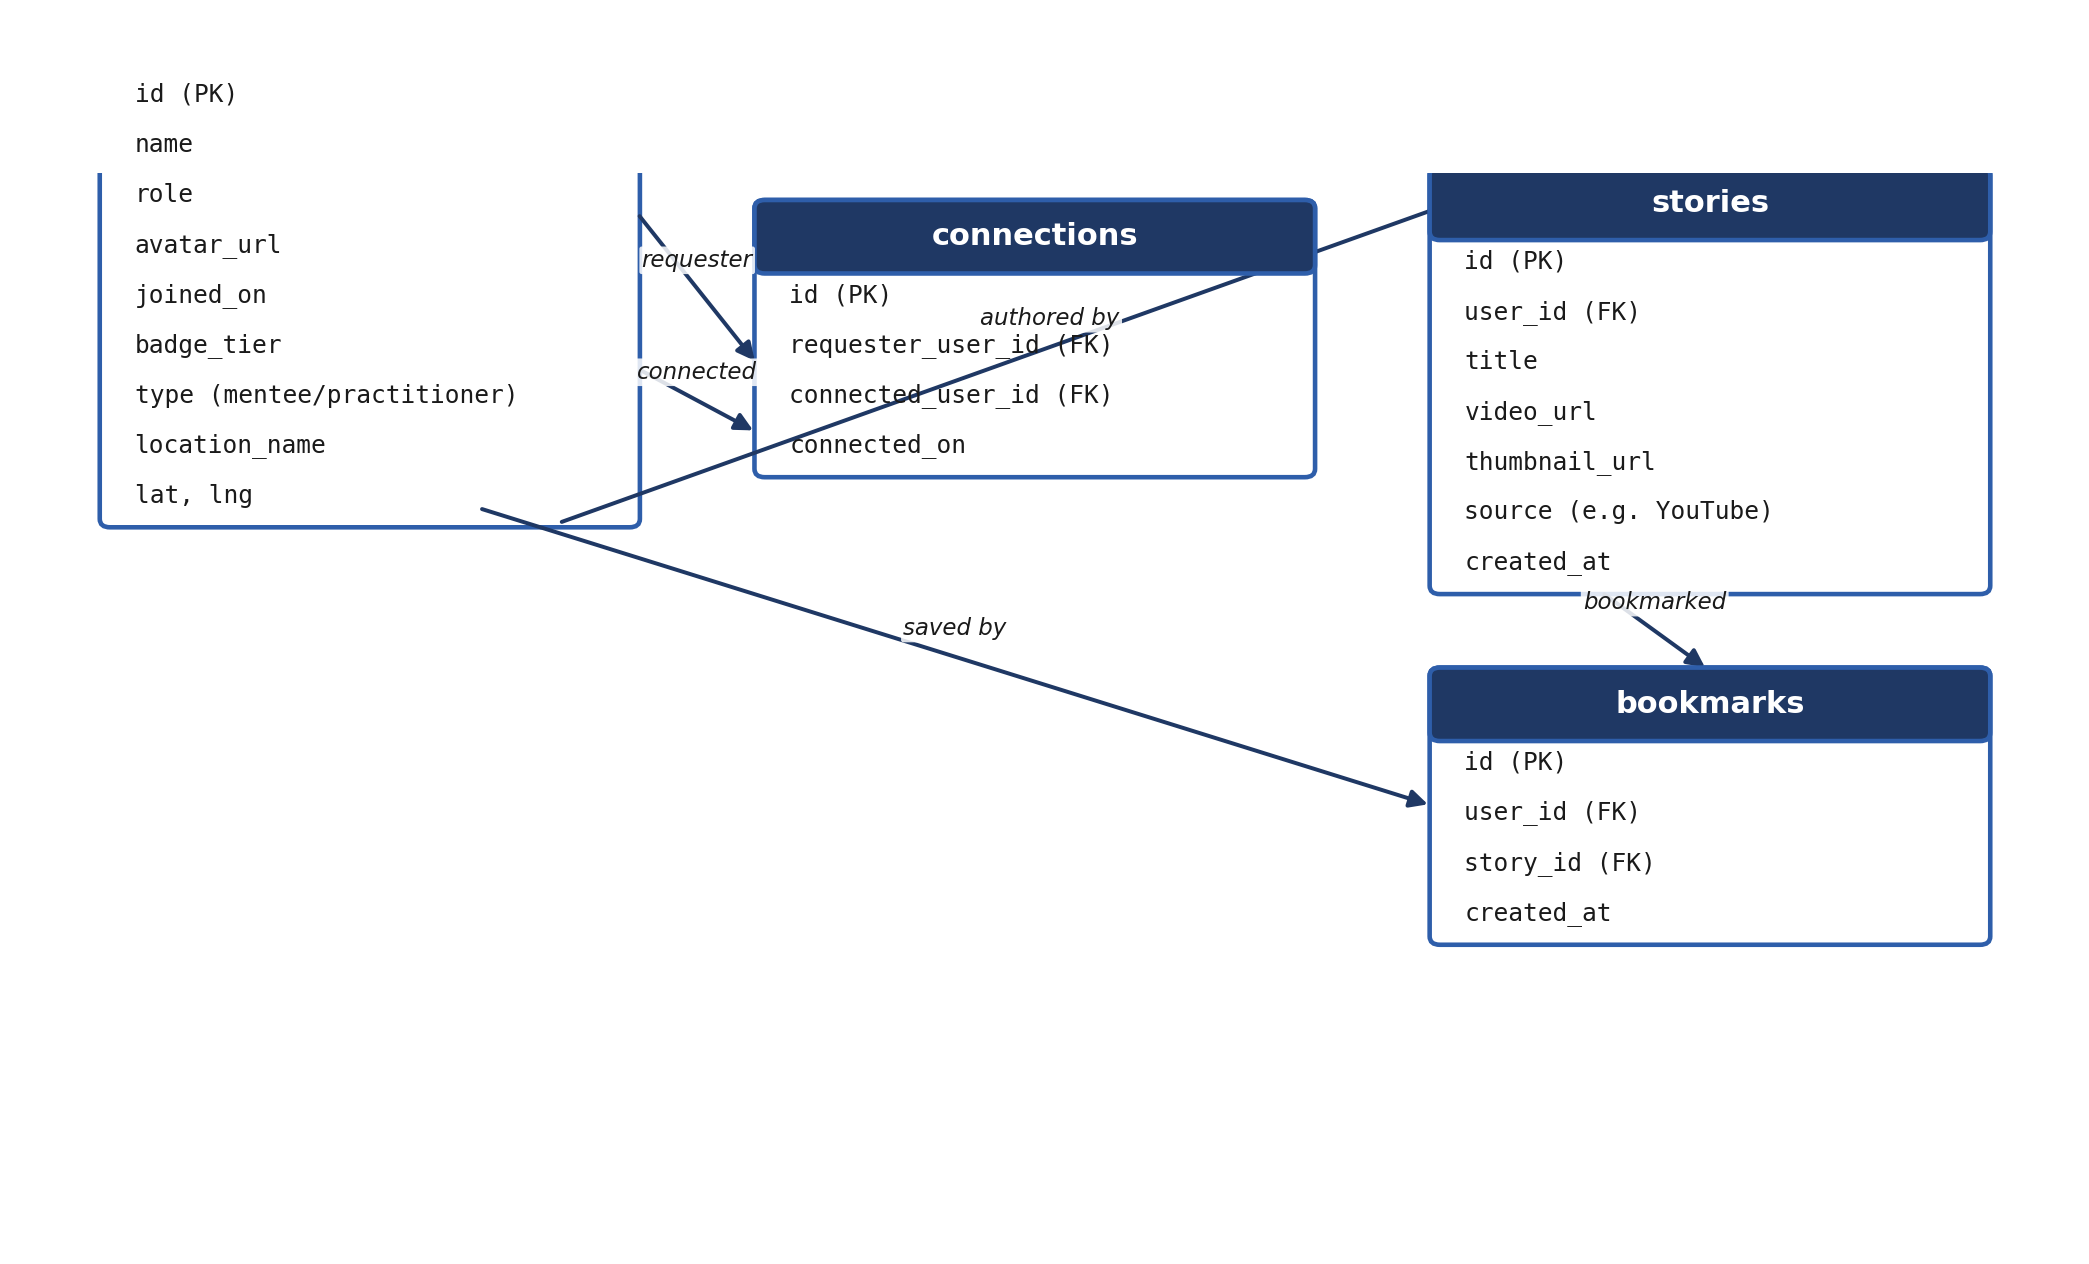 id (PK)
name
role
avatar_url
joined_on
badge_tier
type (mentee/practitioner)
location_name
lat, lng
requester
connected
connections
id (PK)
authored by
requester_user_id (FK)
connected_user_id (FK)
connected_on
saved by
stories
id (PK)
user_id (FK)
title
video_url
thumbnail_url
source (e.g. YouTube)
created_at
bookmarked
bookmarks
id (PK)
user_id (FK)
story_id (FK)
created_at